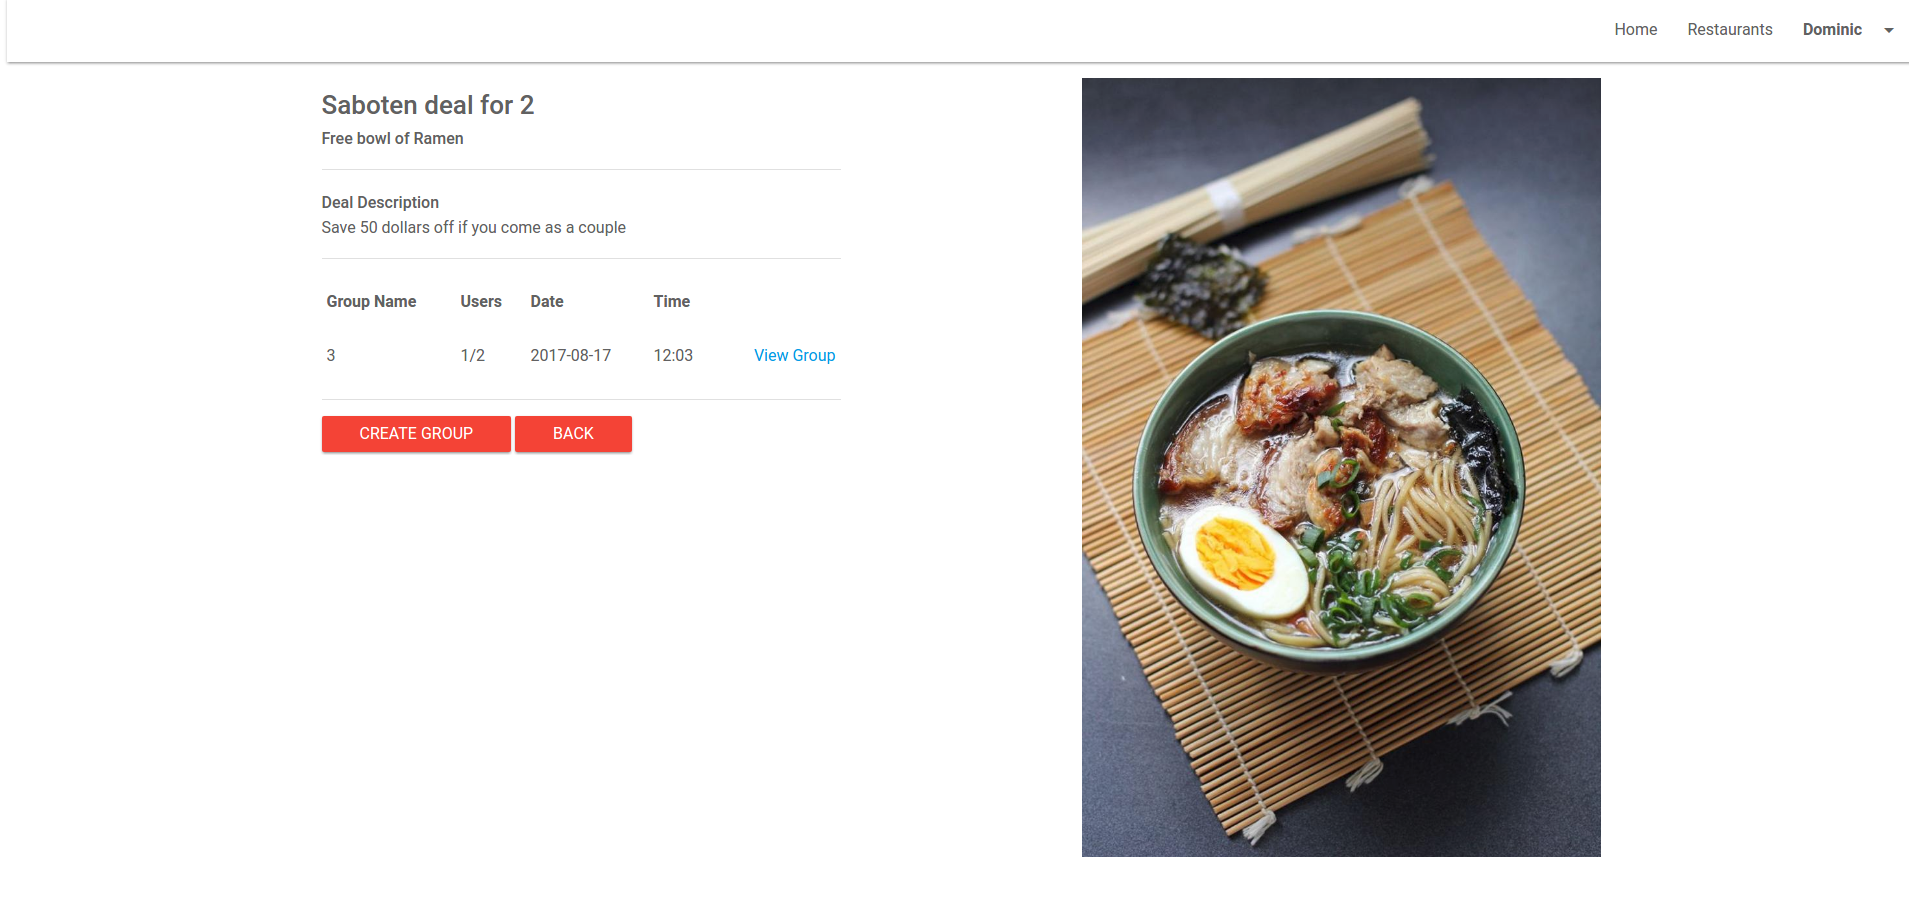 Home Restaurants Dominic
Saboten deal for 2
Free bowl of Ramen
Deal Description
Save 50 dollars off if you come as a couple
Group Name Users Date Time
3 1/2 2017-08-17 12:03 View Group
CREATE GROUP BACK